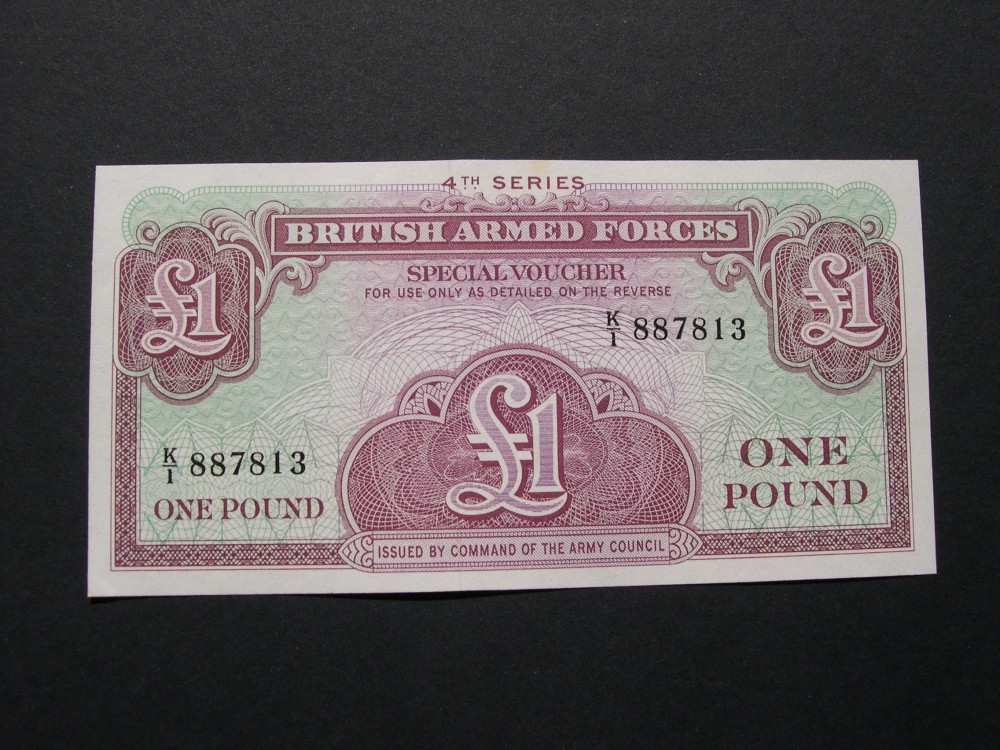 4TH SERIES
BRITISH ARMED FORCES
£1
£1
SPECIAL VOUCHER
FOR USE ONLY AS DETAILED ON THE REVERSE
K/1 887813
£1
K/1 887813
ONE POUND
ONE
POUND
ISSUED BY COMMAND OF THE ARMY COUNCIL